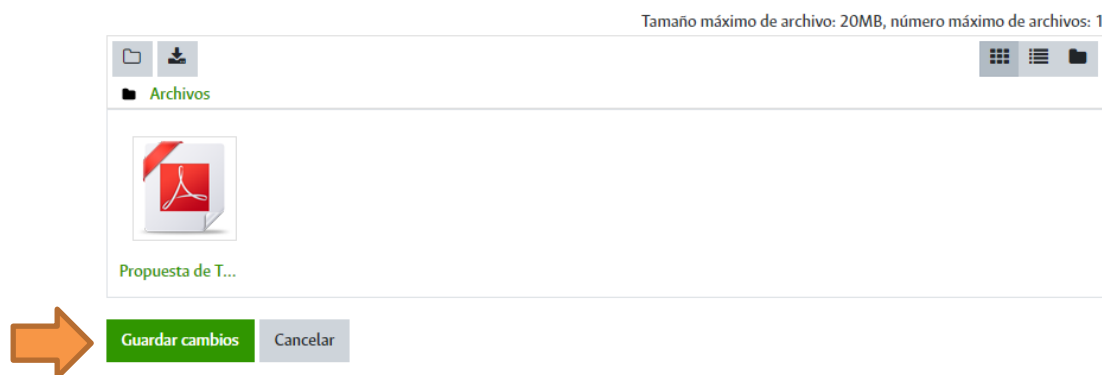 Tamaño máximo de archivo: 20MB, número máximo de archivos: 1
Archivos
Propuesta de T...
Guardar cambios
Cancelar